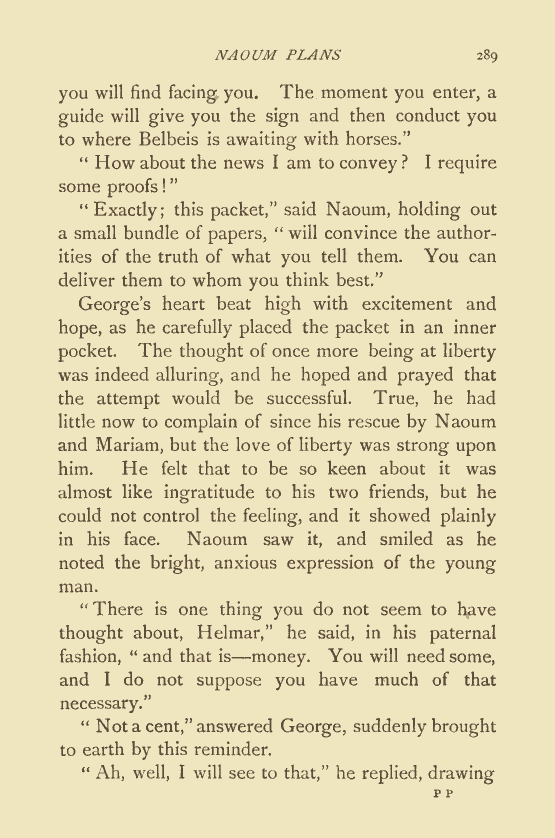 NAOUM PLANS 289
you will find facing you. The moment you enter, a
guide will give you the sign and then conduct you
to where Belbeis is awaiting with horses.”
“ How about the news I am to convey? I require
some proofs!”
“ Exactly; this packet,” said Naoum, holding out
a small bundle of papers, “ will convince the author-
ities of the truth of what you tell them. You can
deliver them to whom you think best.”
George’s heart beat high with excitement and
hope, as he carefully placed the packet in an inner
pocket. The thought of once more being at liberty
was indeed alluring, and he hoped and prayed that
the attempt would be successful. True, he had
little now to complain of since his rescue by Naoum
and Mariam, but the love of liberty was strong upon
him. He felt that to be so keen about it was
almost like ingratitude to his two friends, but he
could not control the feeling, and it showed plainly
in his face. Naoum saw it, and smiled as he
noted the bright, anxious expression of the young
man.
“ There is one thing you do not seem to have
thought about, Helmar,” he said, in his paternal
fashion, “ and that is—money. You will need some,
and I do not suppose you have much of that
necessary.”
“ Not a cent,” answered George, suddenly brought
to earth by this reminder.
“ Ah, well, I will see to that,” he replied, drawing
P P